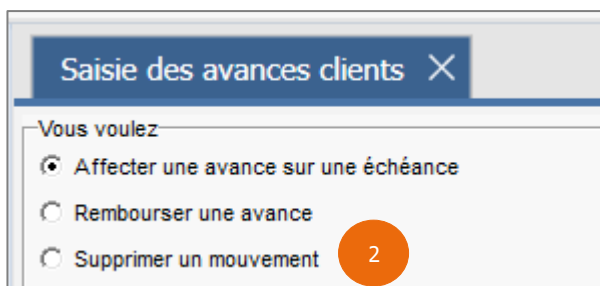 Saisie des avances clients
Vous voulez
Affecter une avance sur une échéance
Rembourser une avance
Supprimer un mouvement 2